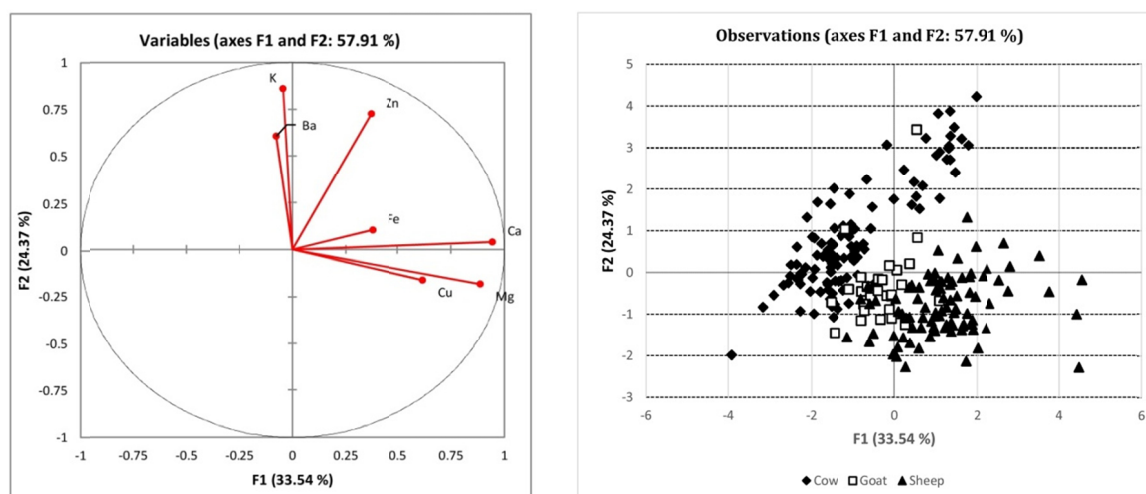 Variables (axes F1 and F2: 57.91 %)
1
0.75
0.5
0.25
0
-0.25
-0.5
-0.75
-1
-1
-0.75
-0.5
-0.25
0
0.25
0.5
0.75
1
K
Zn
Ba
Fe
Ca
Cu
Mg
F2 (24.37 %)
F1 (33.54 %)
Observations (axes F1 and F2: 57.91 %)
5
4
3
2
1
0
-1
-2
-3
-6
-4
-2
0
2
4
6
F2 (24.37 %)
F1 (33.54 %)
Cow Goat Sheep